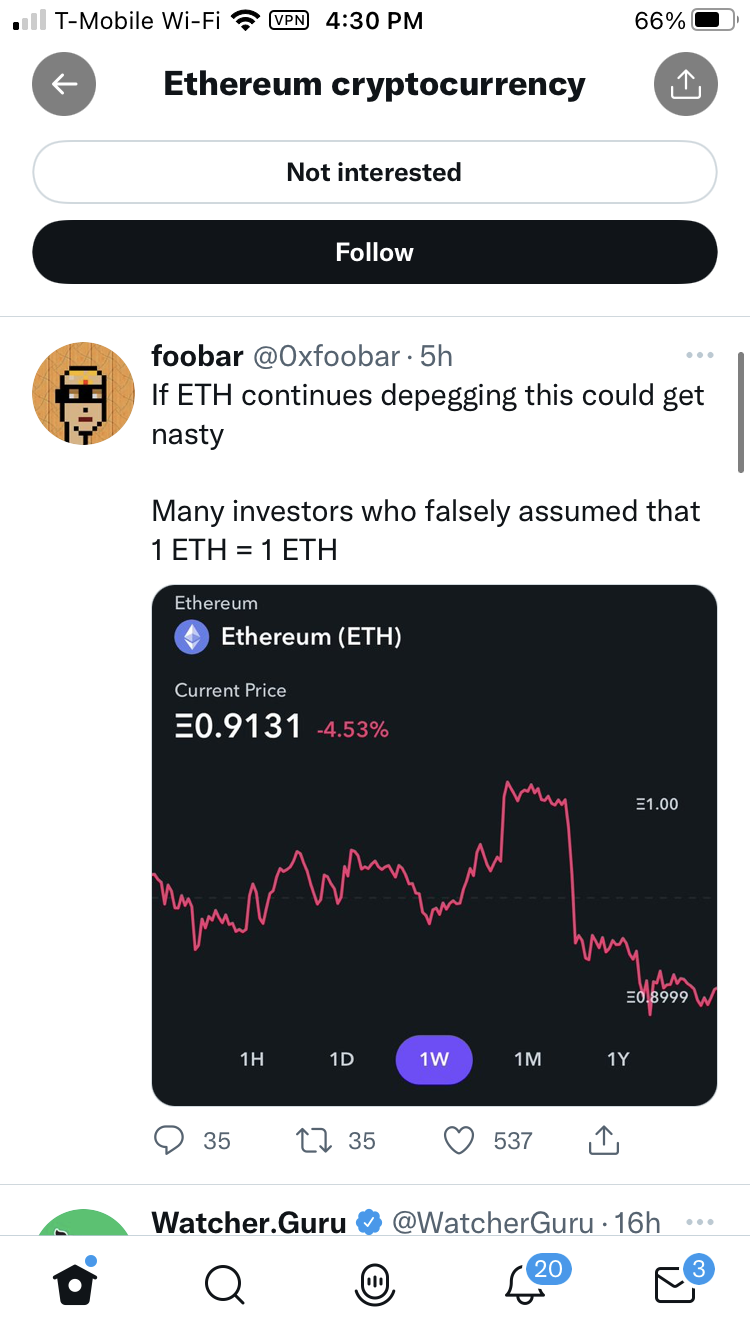 T-Mobile Wi-Fi VPN 4:30 PM 66%
Ethereum cryptocurrency
Not interested
Follow
foobar @0xfoobar · 5h
If ETH continues depegging this could get
nasty
Many investors who falsely assumed that
1 ETH = 1 ETH
Ethereum
Ethereum (ETH)
Current Price
Ξ0.9131 -4.53%
Ξ1.00
Ξ0.8999
1H 1D 1W 1M 1Y
35 35 537
Watcher.Guru @WatcherGuru · 16h
20 3